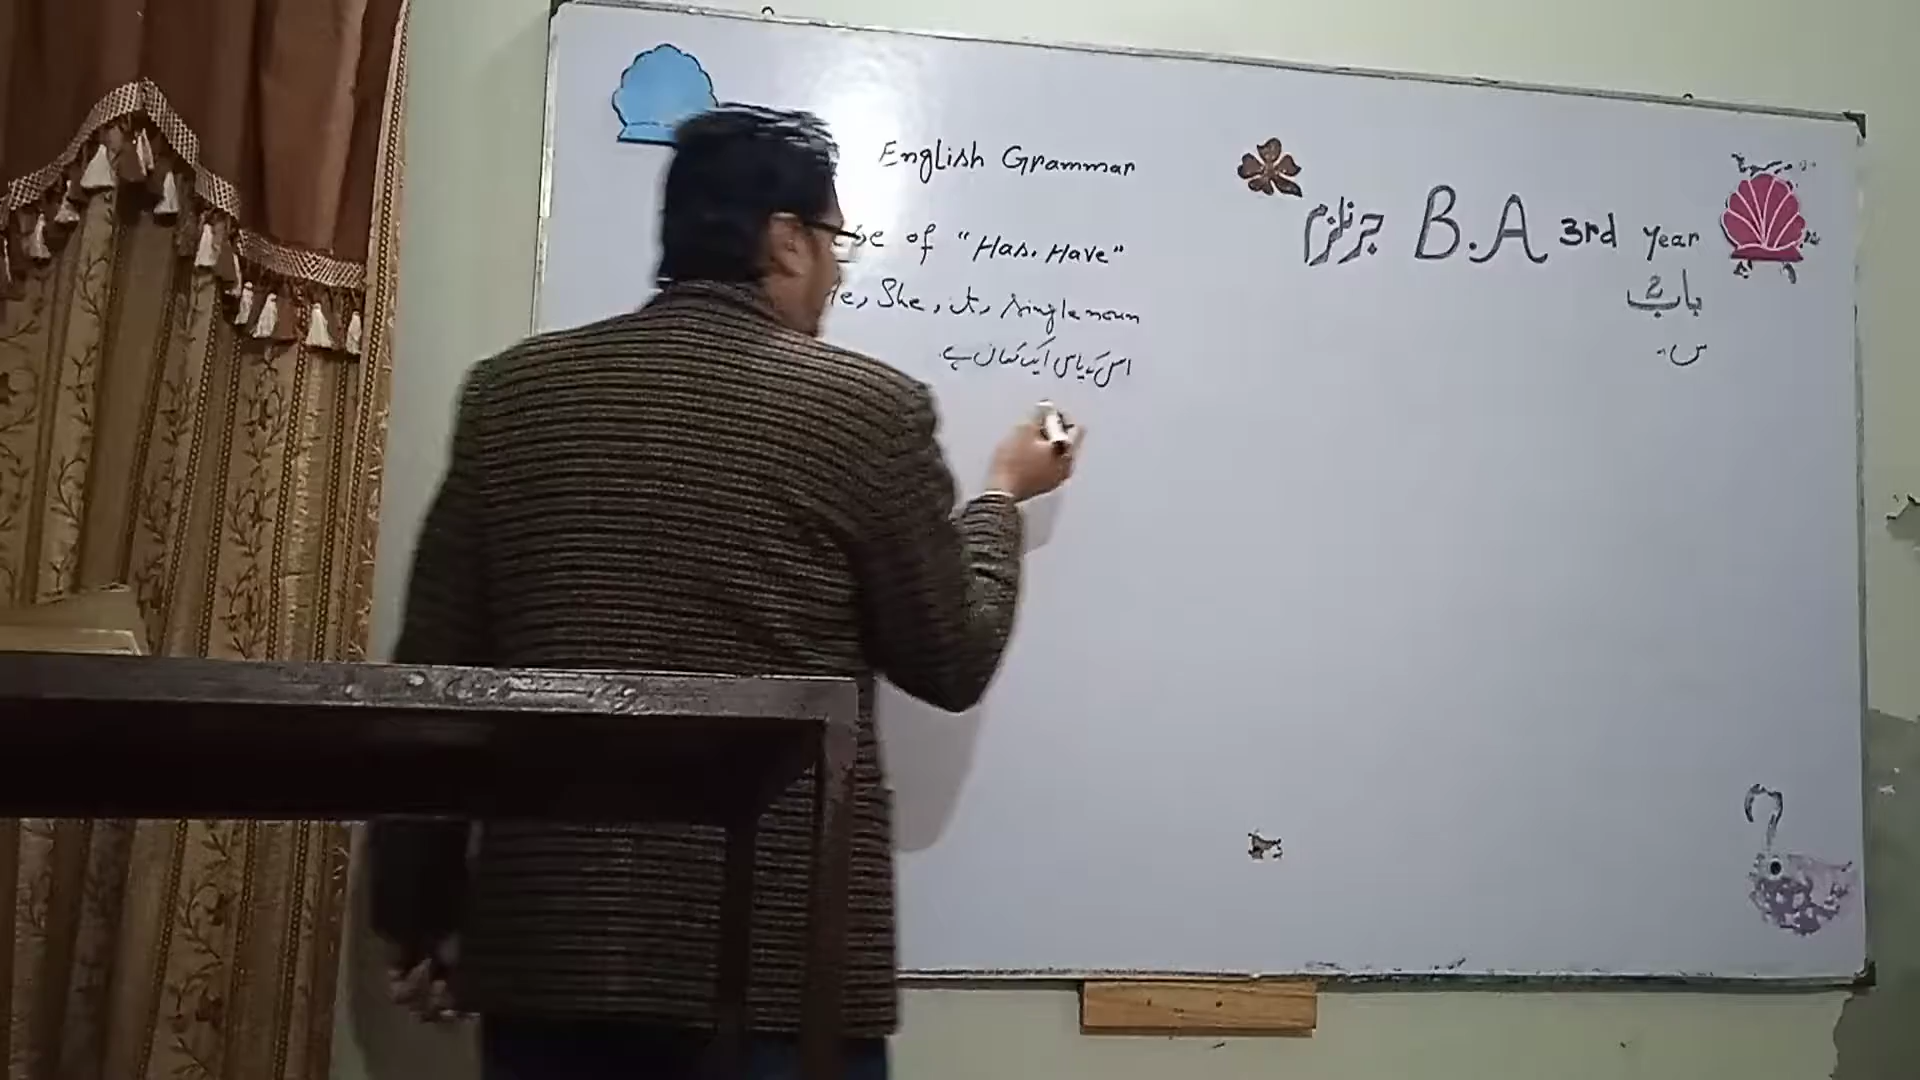 English Grammar
use of "Has. Have"
He, She, it, single noun
اس کے پاس ایک کتاب ہے۔
جرنلزم B.A 3rd Year
باب
س۔